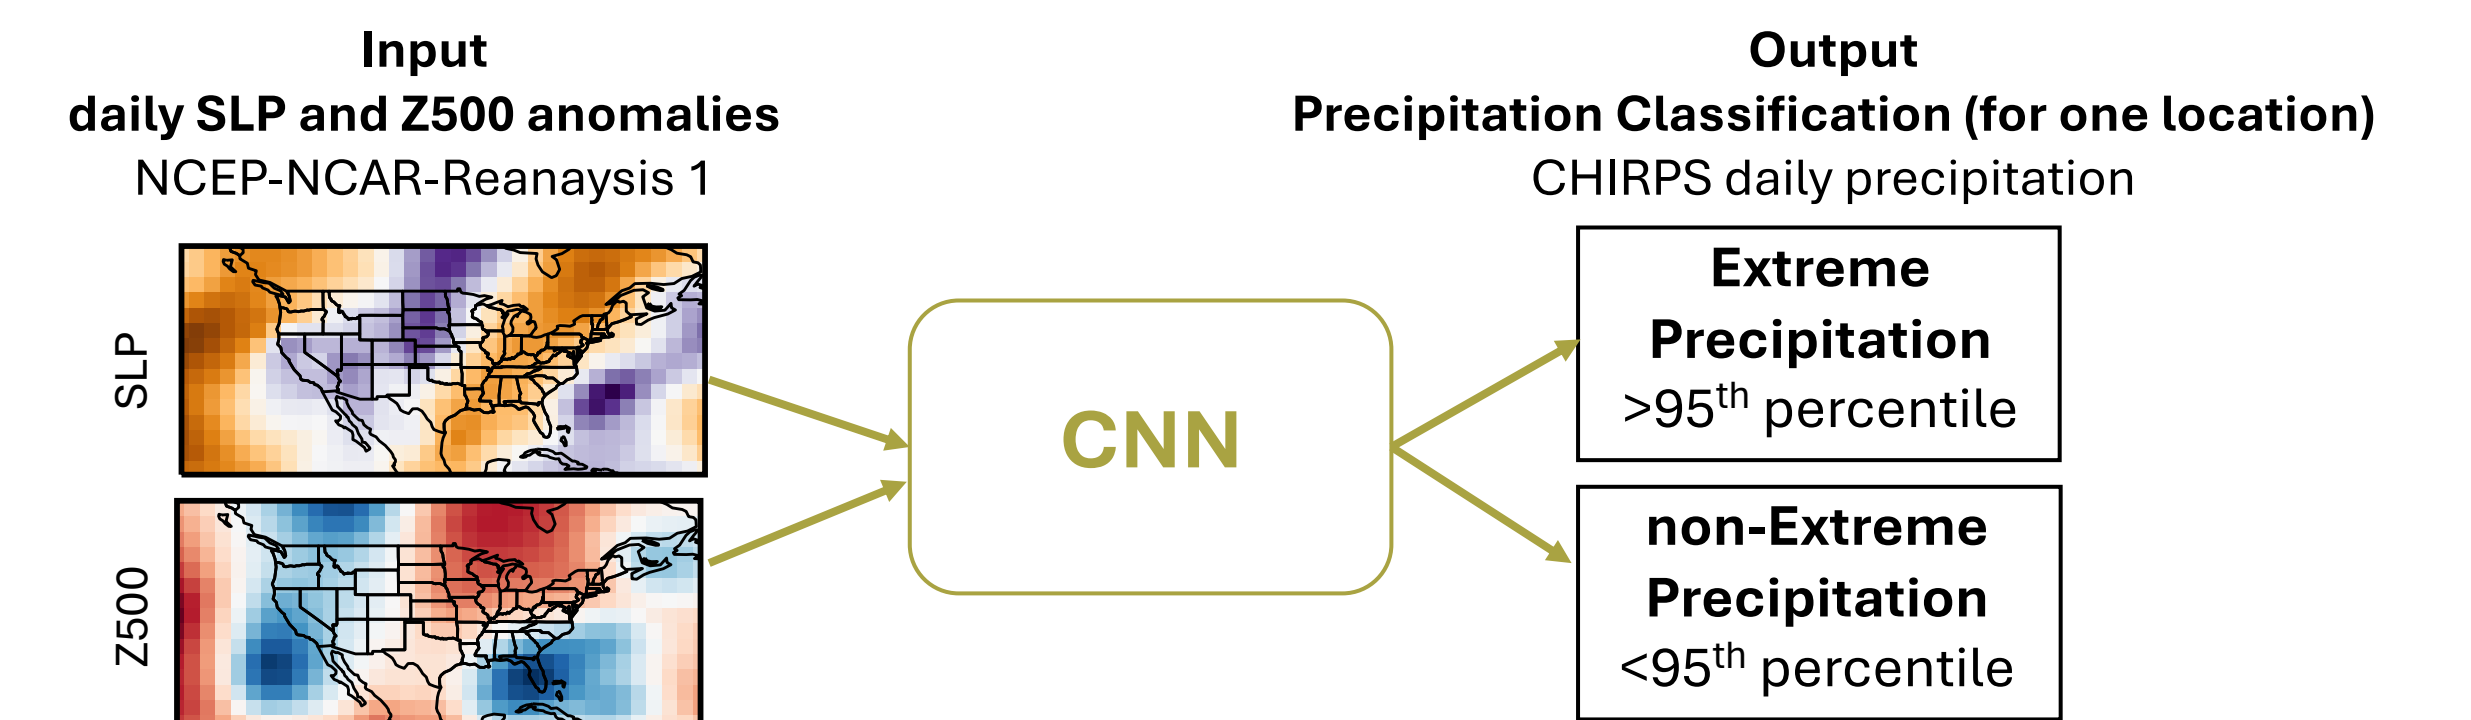 Input
daily SLP and Z500 anomalies
NCEP-NCAR-Reanaysis 1
SLP
Z500
CNN
Output
Precipitation Classification (for one location)
CHIRPS daily precipitation
Extreme
Precipitation
>95th percentile
non-Extreme
Precipitation
<95th percentile